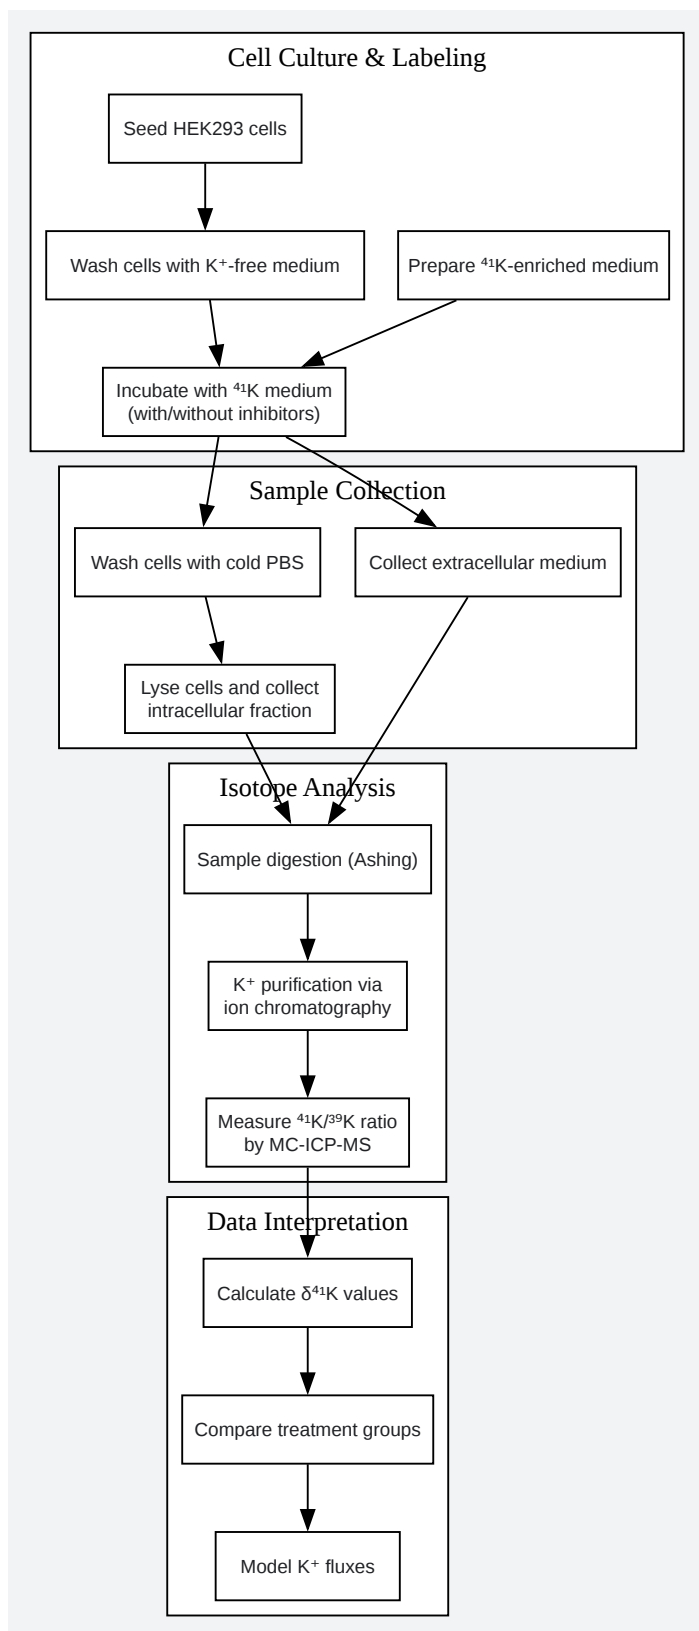 Cell Culture & Labeling
Seed HEK293 cells
Wash cells with K⁺-free medium
Prepare ⁴¹K-enriched medium
Incubate with ⁴¹K medium
(with/without inhibitors)
Sample Collection
Wash cells with cold PBS
Collect extracellular medium
Lyse cells and collect
intracellular fraction
Isotope Analysis
Sample digestion (Ashing)
K⁺ purification via
ion chromatography
Measure ⁴¹K/³⁹K ratio
by MC-ICP-MS
Data Interpretation
Calculate δ⁴¹K values
Compare treatment groups
Model K⁺ fluxes